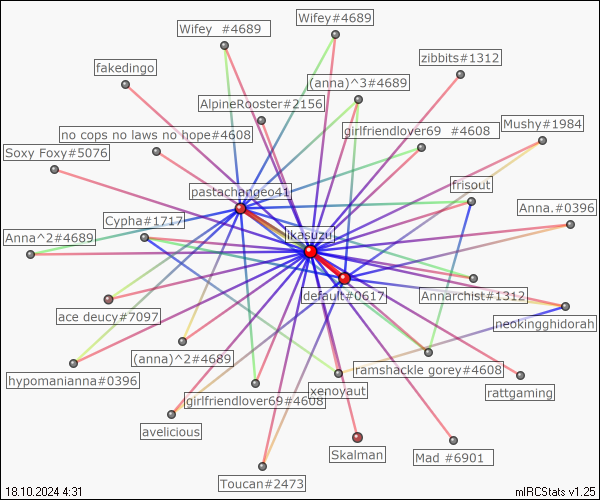 Wifey #4689
Wifey#4689
zibbits#1312
fakedingo
(anna)^3#4689
AlpineRooster#2156
Mushy#1984
no cops no laws no hope#4608
girlfriendlover69 #4608
Soxy Foxy#5076
pastachangeo41
frisout
Anna.#0396
Cypha#1717
Anna^2#4689
likasuzu
default#0617
Annarchist#1312
ace deucy#7097
neokingghidorah
(anna)^2#4689
hypomanianna#0396
ramshackle gorey#4608
xenoyaut
rattgaming
girlfriendlover69#4608
avelicious
Skalman
Mad #6901
Toucan#2473
18.10.2024 4:31
mIRCStats v1.25